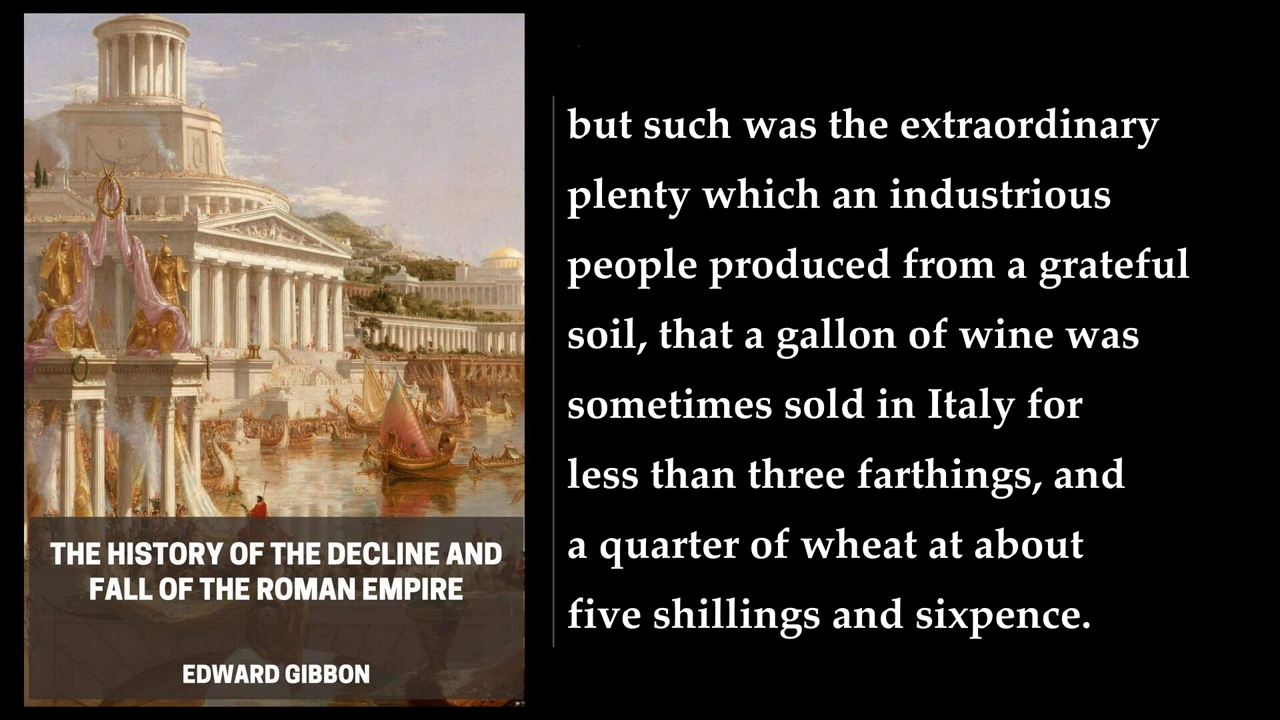 THE HISTORY OF THE DECLINE AND
FALL OF THE ROMAN EMPIRE
EDWARD GIBBON
but such was the extraordinary
plenty which an industrious
people produced from a grateful
soil, that a gallon of wine was
sometimes sold in Italy for
less than three farthings, and
a quarter of wheat at about
five shillings and sixpence.